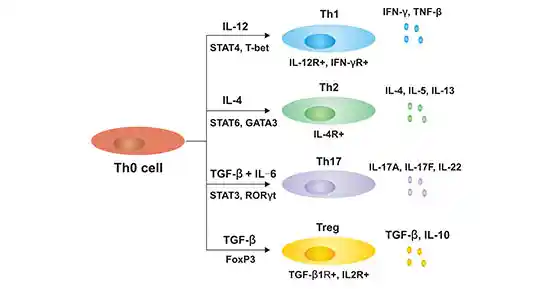 IL-12
STAT4, T-bet
Th1
IL-12R+, IFN-γR+
IFN-γ, TNF-β
IL-4
STAT6, GATA3
Th2
IL-4R+
IL-4, IL-5, IL-13
Th0 cell
TGF-β + IL-6
STAT3, RORγt
Th17
IL-17A, IL-17F, IL-22
TGF-β
FoxP3
Treg
TGF-β1R+, IL2R+
TGF-β, IL-10